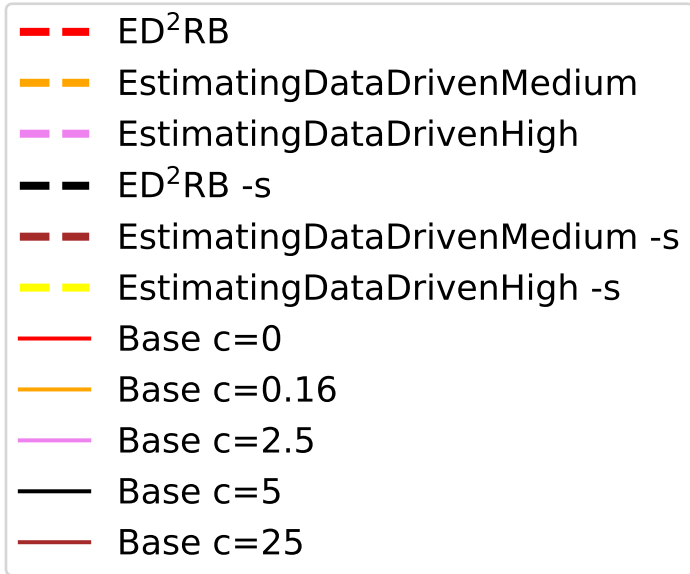 ED²RB
EstimatingDataDrivenMedium
EstimatingDataDrivenHigh
ED²RB -s
EstimatingDataDrivenMedium -s
EstimatingDataDrivenHigh -s
Base c=0
Base c=0.16
Base c=2.5
Base c=5
Base c=25